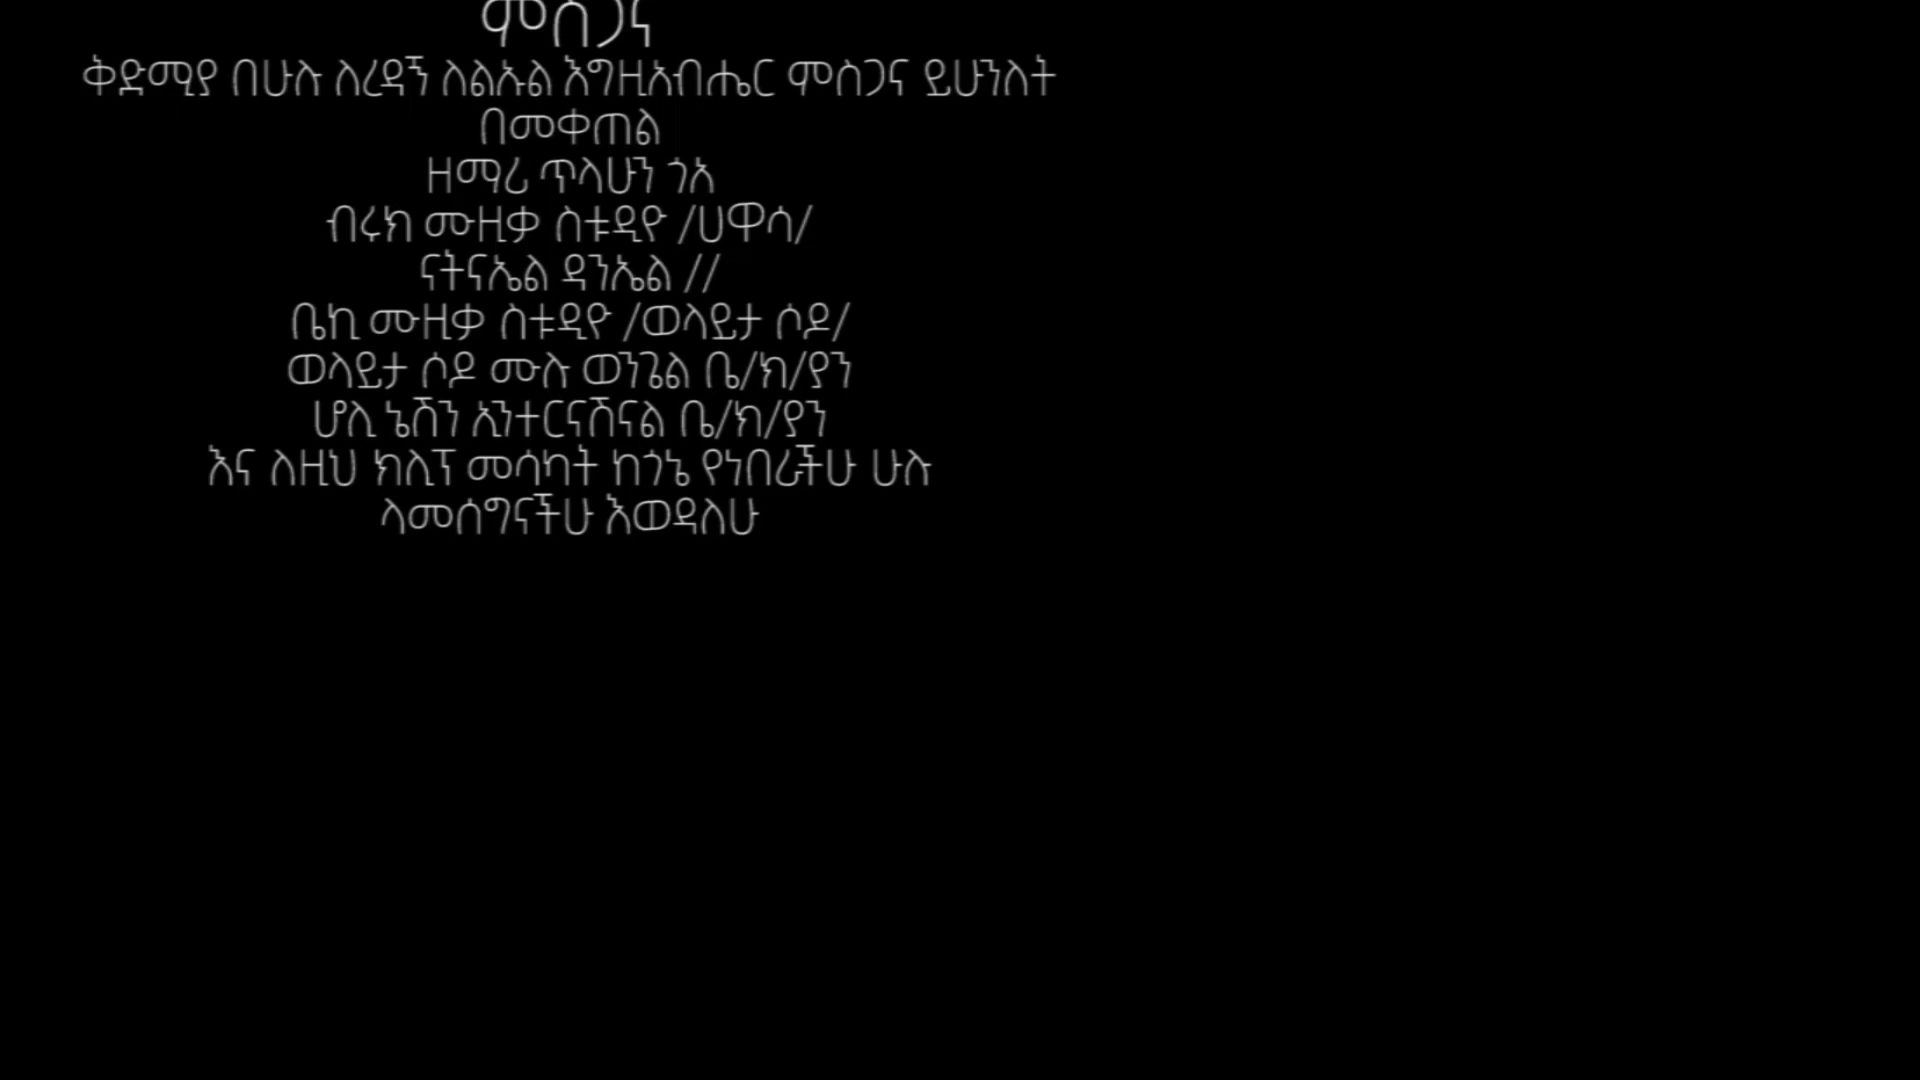 ምስጋና
ቅድሚያ በሁሉ ለረዳኝ ለልኡል እግዚአብሔር ምስጋና ይሁንለት
በመቀጠል
ዘማሪ ጥላሁን ጎአ
ብሩክ ሙዚቃ ስቱዲዮ /ሀዋሳ/
ናትናኤል ዳንኤል //
ቤኪ ሙዚቃ ስቱዲዮ /ወላይታ ሶዶ/
ወላይታ ሶዶ ሙሉ ወንጌል ቤ/ክ/ያን
ሆሊ ኔሽን ኢንተርናሽናል ቤ/ክ/ያን
እና ለዚህ ክሊፕ መሳካት ከጎኔ የነበራችሁ ሁሉ
ላመሰግናችሁ እወዳለሁ